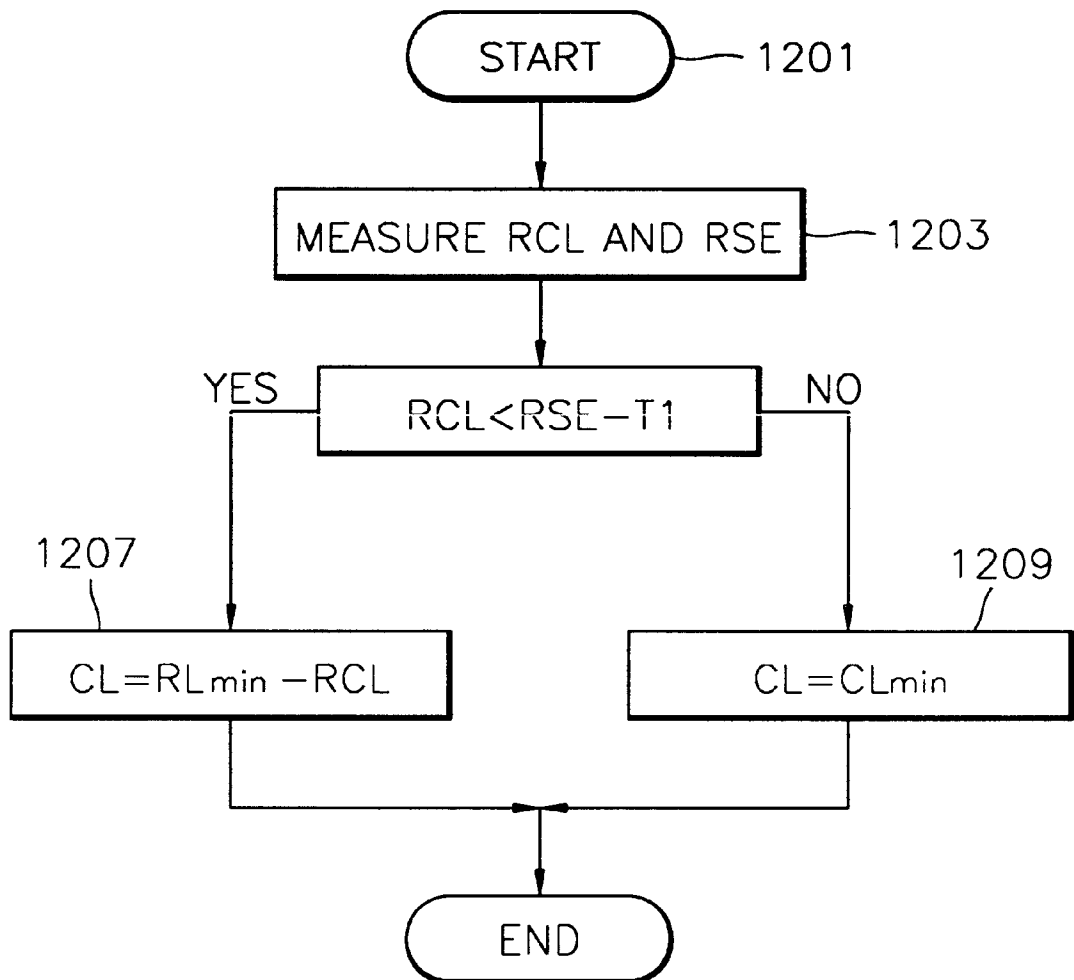 START
1201
MEASURE RCL AND RSE
1203
YES
RCL<RSE-T1
NO
1207
1209
CL=RLmin -RCL
CL=CLmin
END